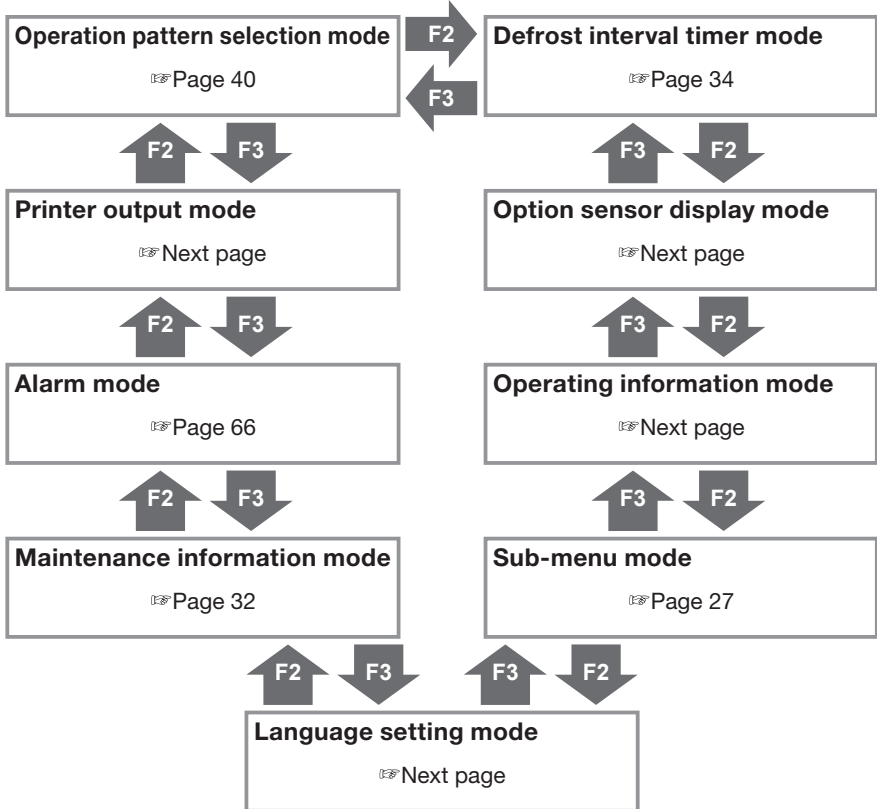 Operation pattern selection mode
☞Page 40
F2
F3
Defrost interval timer mode
☞Page 34
F2
F3
F3
F2
Printer output mode
☞Next page
Option sensor display mode
☞Next page
F2
F3
F3
F2
Alarm mode
☞Page 66
Operating information mode
☞Next page
F2
F3
F3
F2
Maintenance information mode
☞Page 32
Sub-menu mode
☞Page 27
F2
F3
F3
F2
Language setting mode
☞Next page